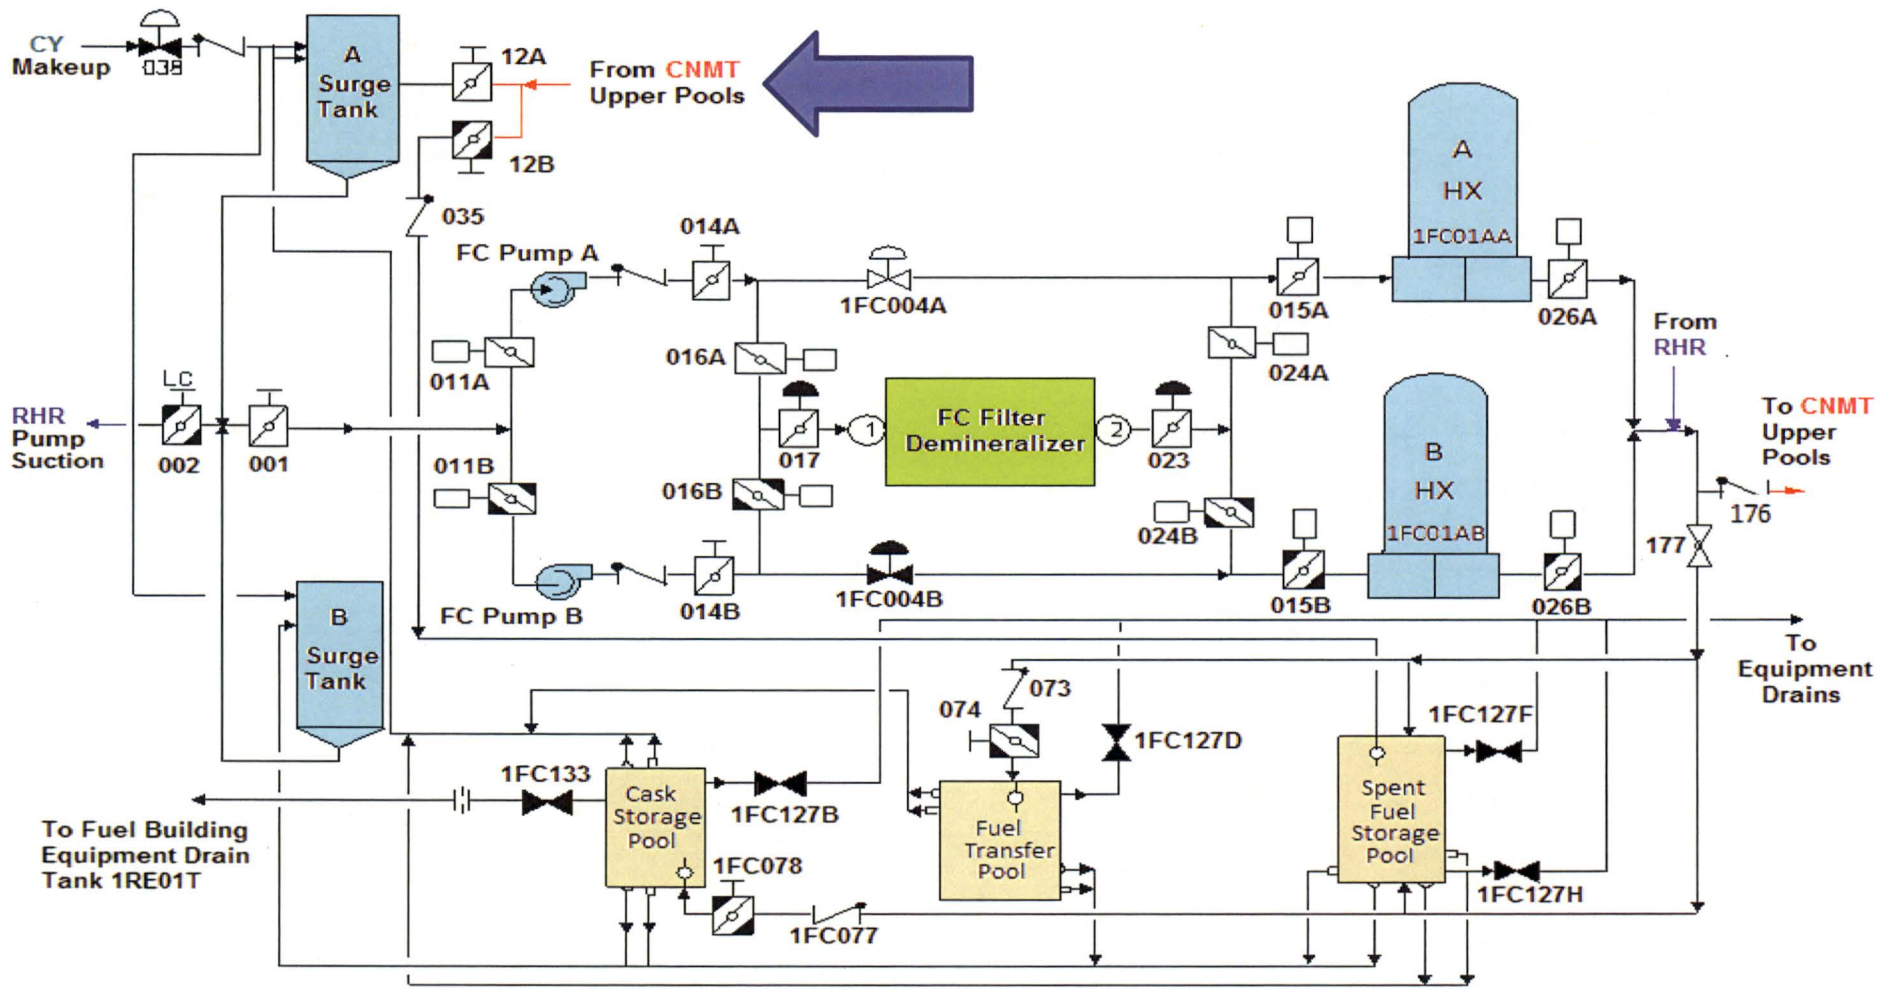 CY
Makeup
038
A
Surge
Tank
12A
12B
From CNMT
Upper Pools
035
FC Pump A
014A
1FC004A
015A
A
HX
1FC01AA
026A
From
RHR
011A
016A
024A
LC
RHR
Pump
Suction
002
001
017
1
FC Filter
Demineralizer
2
023
B
HX
1FC01AB
To CNMT
Upper
Pools
176
177
011B
016B
024B
FC Pump B
014B
1FC004B
015B
026B
B
Surge
Tank
To
Equipment
Drains
073
074
1FC127D
1FC127F
1FC133
Cask
Storage
Pool
1FC127B
Fuel
Transfer
Pool
Spent
Fuel
Storage
Pool
1FC127H
To Fuel Building
Equipment Drain
Tank 1RE01T
1FC078
1FC077